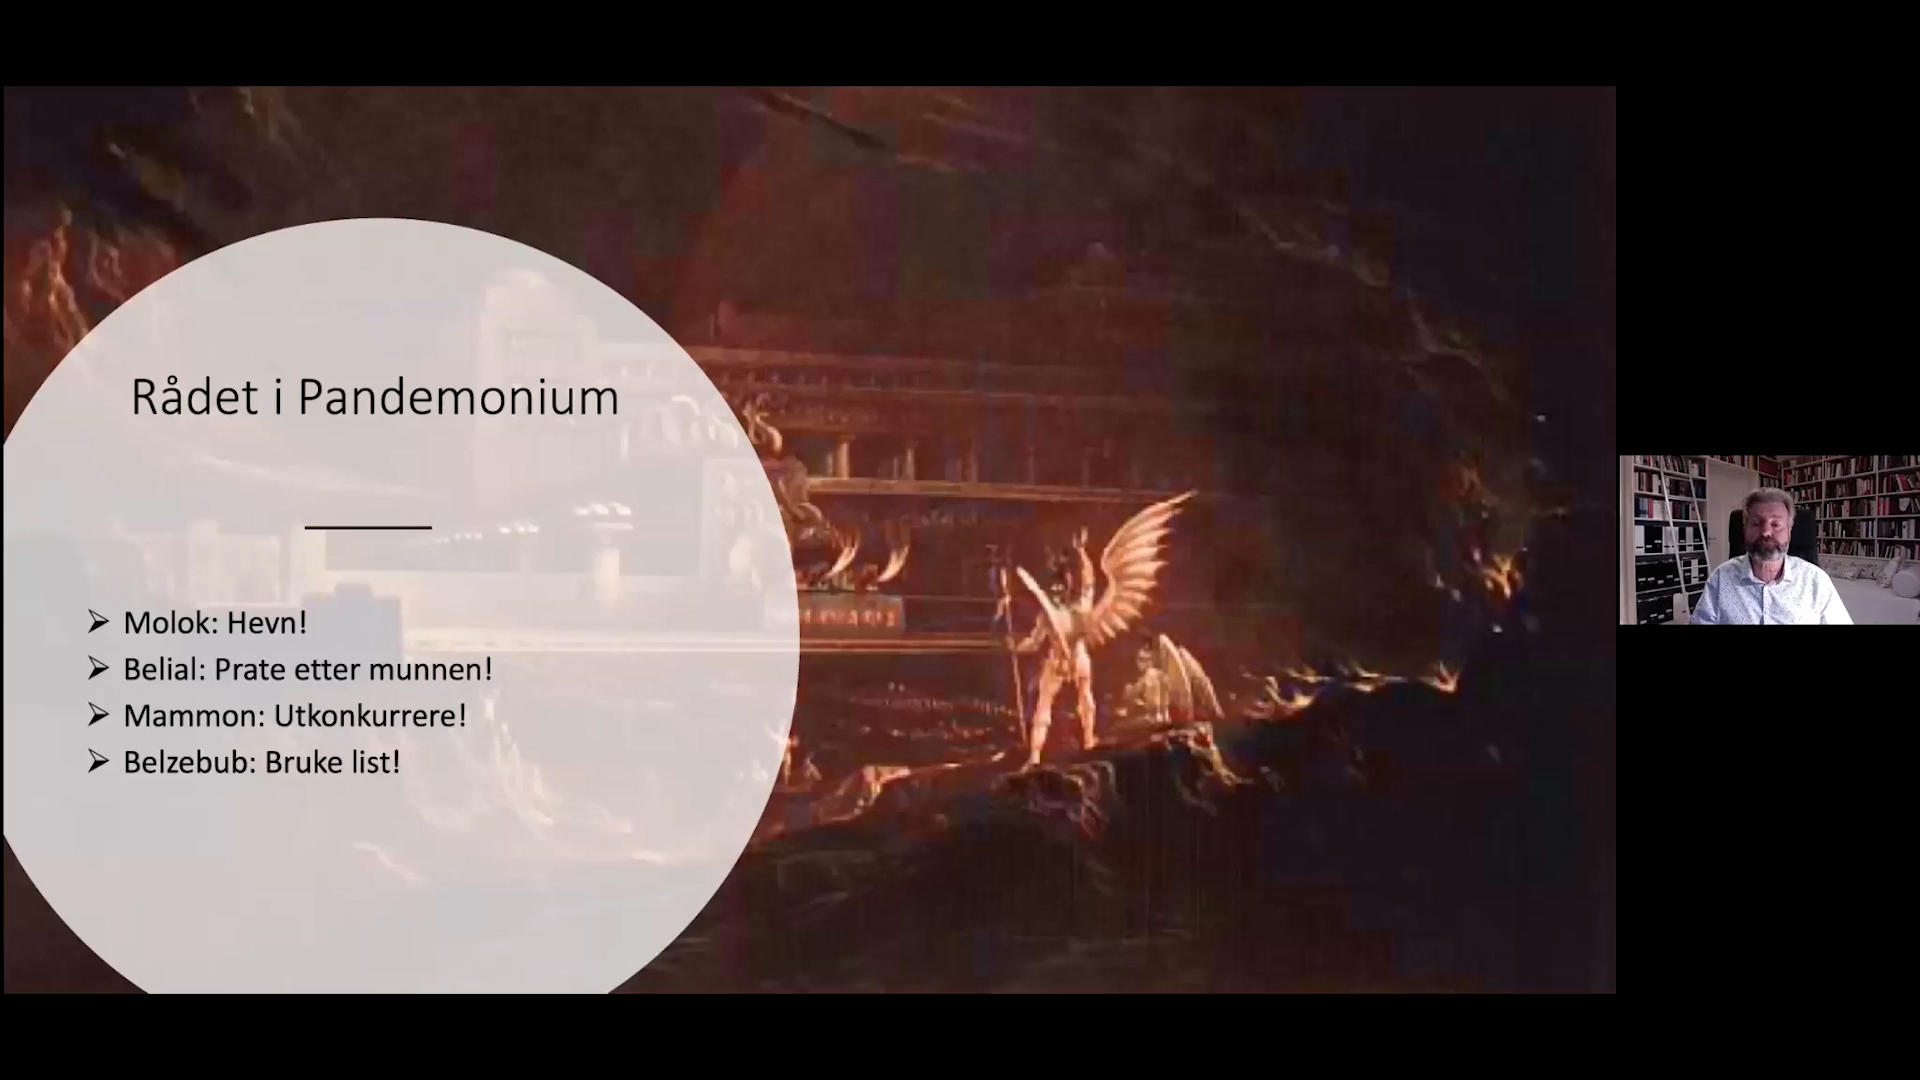 Rådet i Pandemonium
Molok: Hevn!
Belial: Prate etter munnen!
Mammon: Utkonkurrere!
Belzebub: Bruke list!